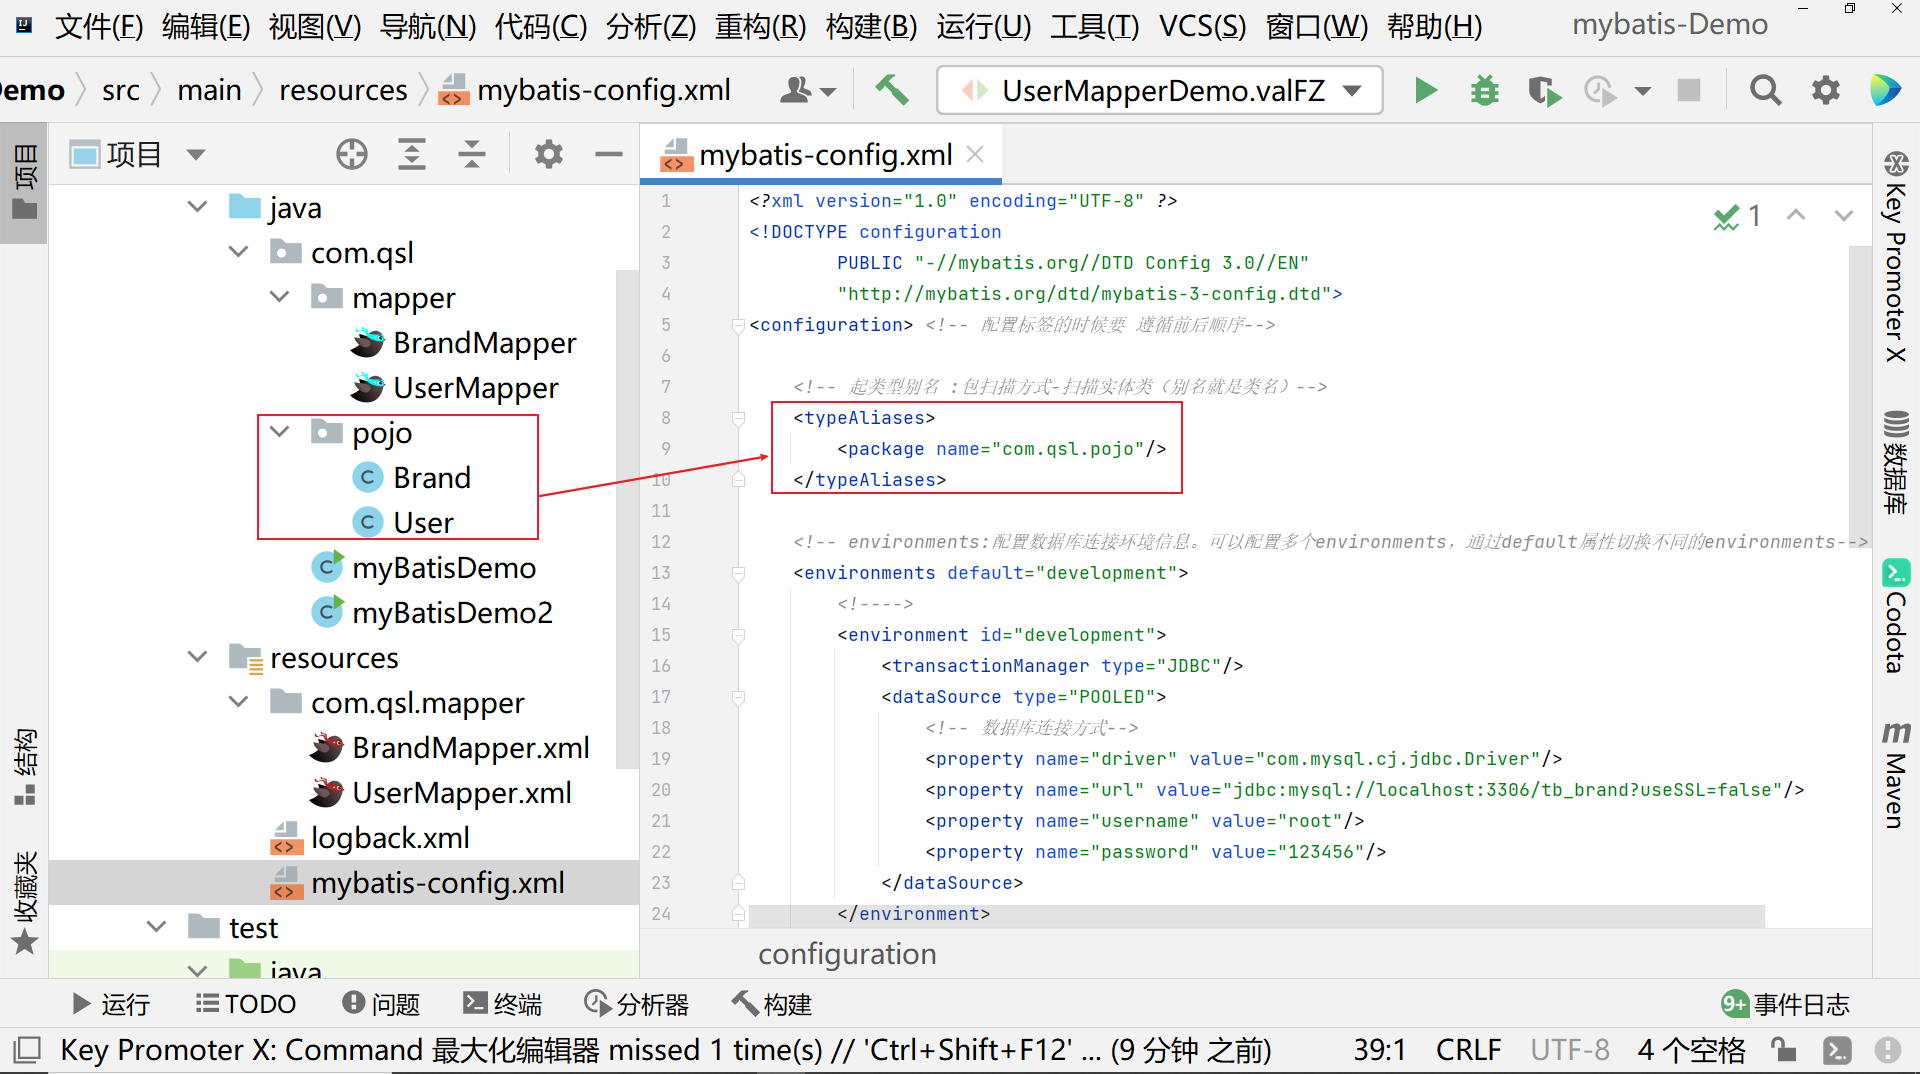 文件(F) 编辑(E) 视图(V) 导航(N) 代码(C) 分析(Z) 重构(R) 构建(B) 运行(U) 工具(T) VCS(S) 窗口(W) 帮助(H) mybatis-Demo
emo src main resources mybatis-config.xml UserMapperDemo.valFZ
项目
项目
mybatis-config.xml
java
com.qsl
mapper
BrandMapper
UserMapper
pojo
Brand
User
myBatisDemo
myBatisDemo2
resources
com.qsl.mapper
BrandMapper.xml
UserMapper.xml
logback.xml
mybatis-config.xml
test
java
结构
收藏夹
1 <?xml version="1.0" encoding="UTF-8" ?>
2 <!DOCTYPE configuration
3 PUBLIC "-//mybatis.org//DTD Config 3.0//EN"
4 "http://mybatis.org/dtd/mybatis-3-config.dtd">
5 <configuration> <!-- 配置标签的时候要 遵循前后顺序-->
6
7 <!-- 起类型别名 :包扫描方式-扫描实体类（别名就是类名）-->
8 <typeAliases>
9 <package name="com.qsl.pojo"/>
10 </typeAliases>
11
12 <!-- environments:配置数据库连接环境信息。可以配置多个environments，通过default属性切换不同的environments-->
13 <environments default="development">
14 <!---->
15 <environment id="development">
16 <transactionManager type="JDBC"/>
17 <dataSource type="POOLED">
18 <!-- 数据库连接方式-->
19 <property name="driver" value="com.mysql.cj.jdbc.Driver"/>
20 <property name="url" value="jdbc:mysql://localhost:3306/tb_brand?useSSL=false"/>
21 <property name="username" value="root"/>
22 <property name="password" value="123456"/>
23 </dataSource>
24 </environment>
1
configuration
Key Promoter X
数据库
Codota
m Maven
运行 TODO 问题 终端 分析器 构建 9+ 事件日志
Key Promoter X: Command 最大化编辑器 missed 1 time(s) // 'Ctrl+Shift+F12' ... (9 分钟 之前) 39:1 CRLF UTF-8 4 个空格